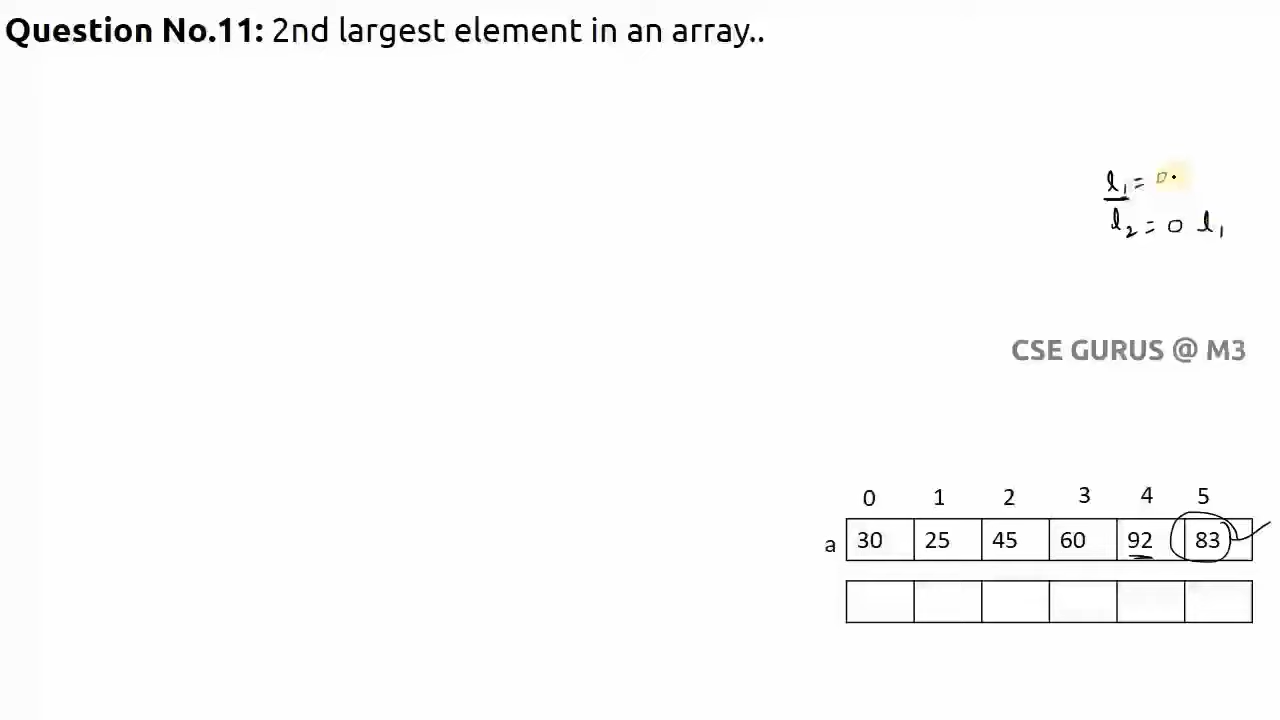 Question No.11: 2nd largest element in an array..
l₁ = 0
l₂ = 0 l₁
CSE GURUS @ M3
0 1 2 3 4 5
a 30 25 45 60 92 83